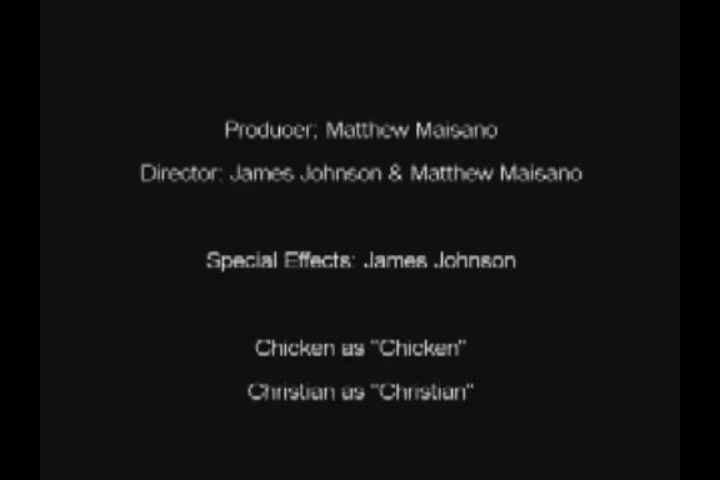 Producer: Matthew Maisano
Director: James Johnson & Matthew Maisano
Special Effects: James Johnson
Chicken as "Chicken"
Christian as "Christian"